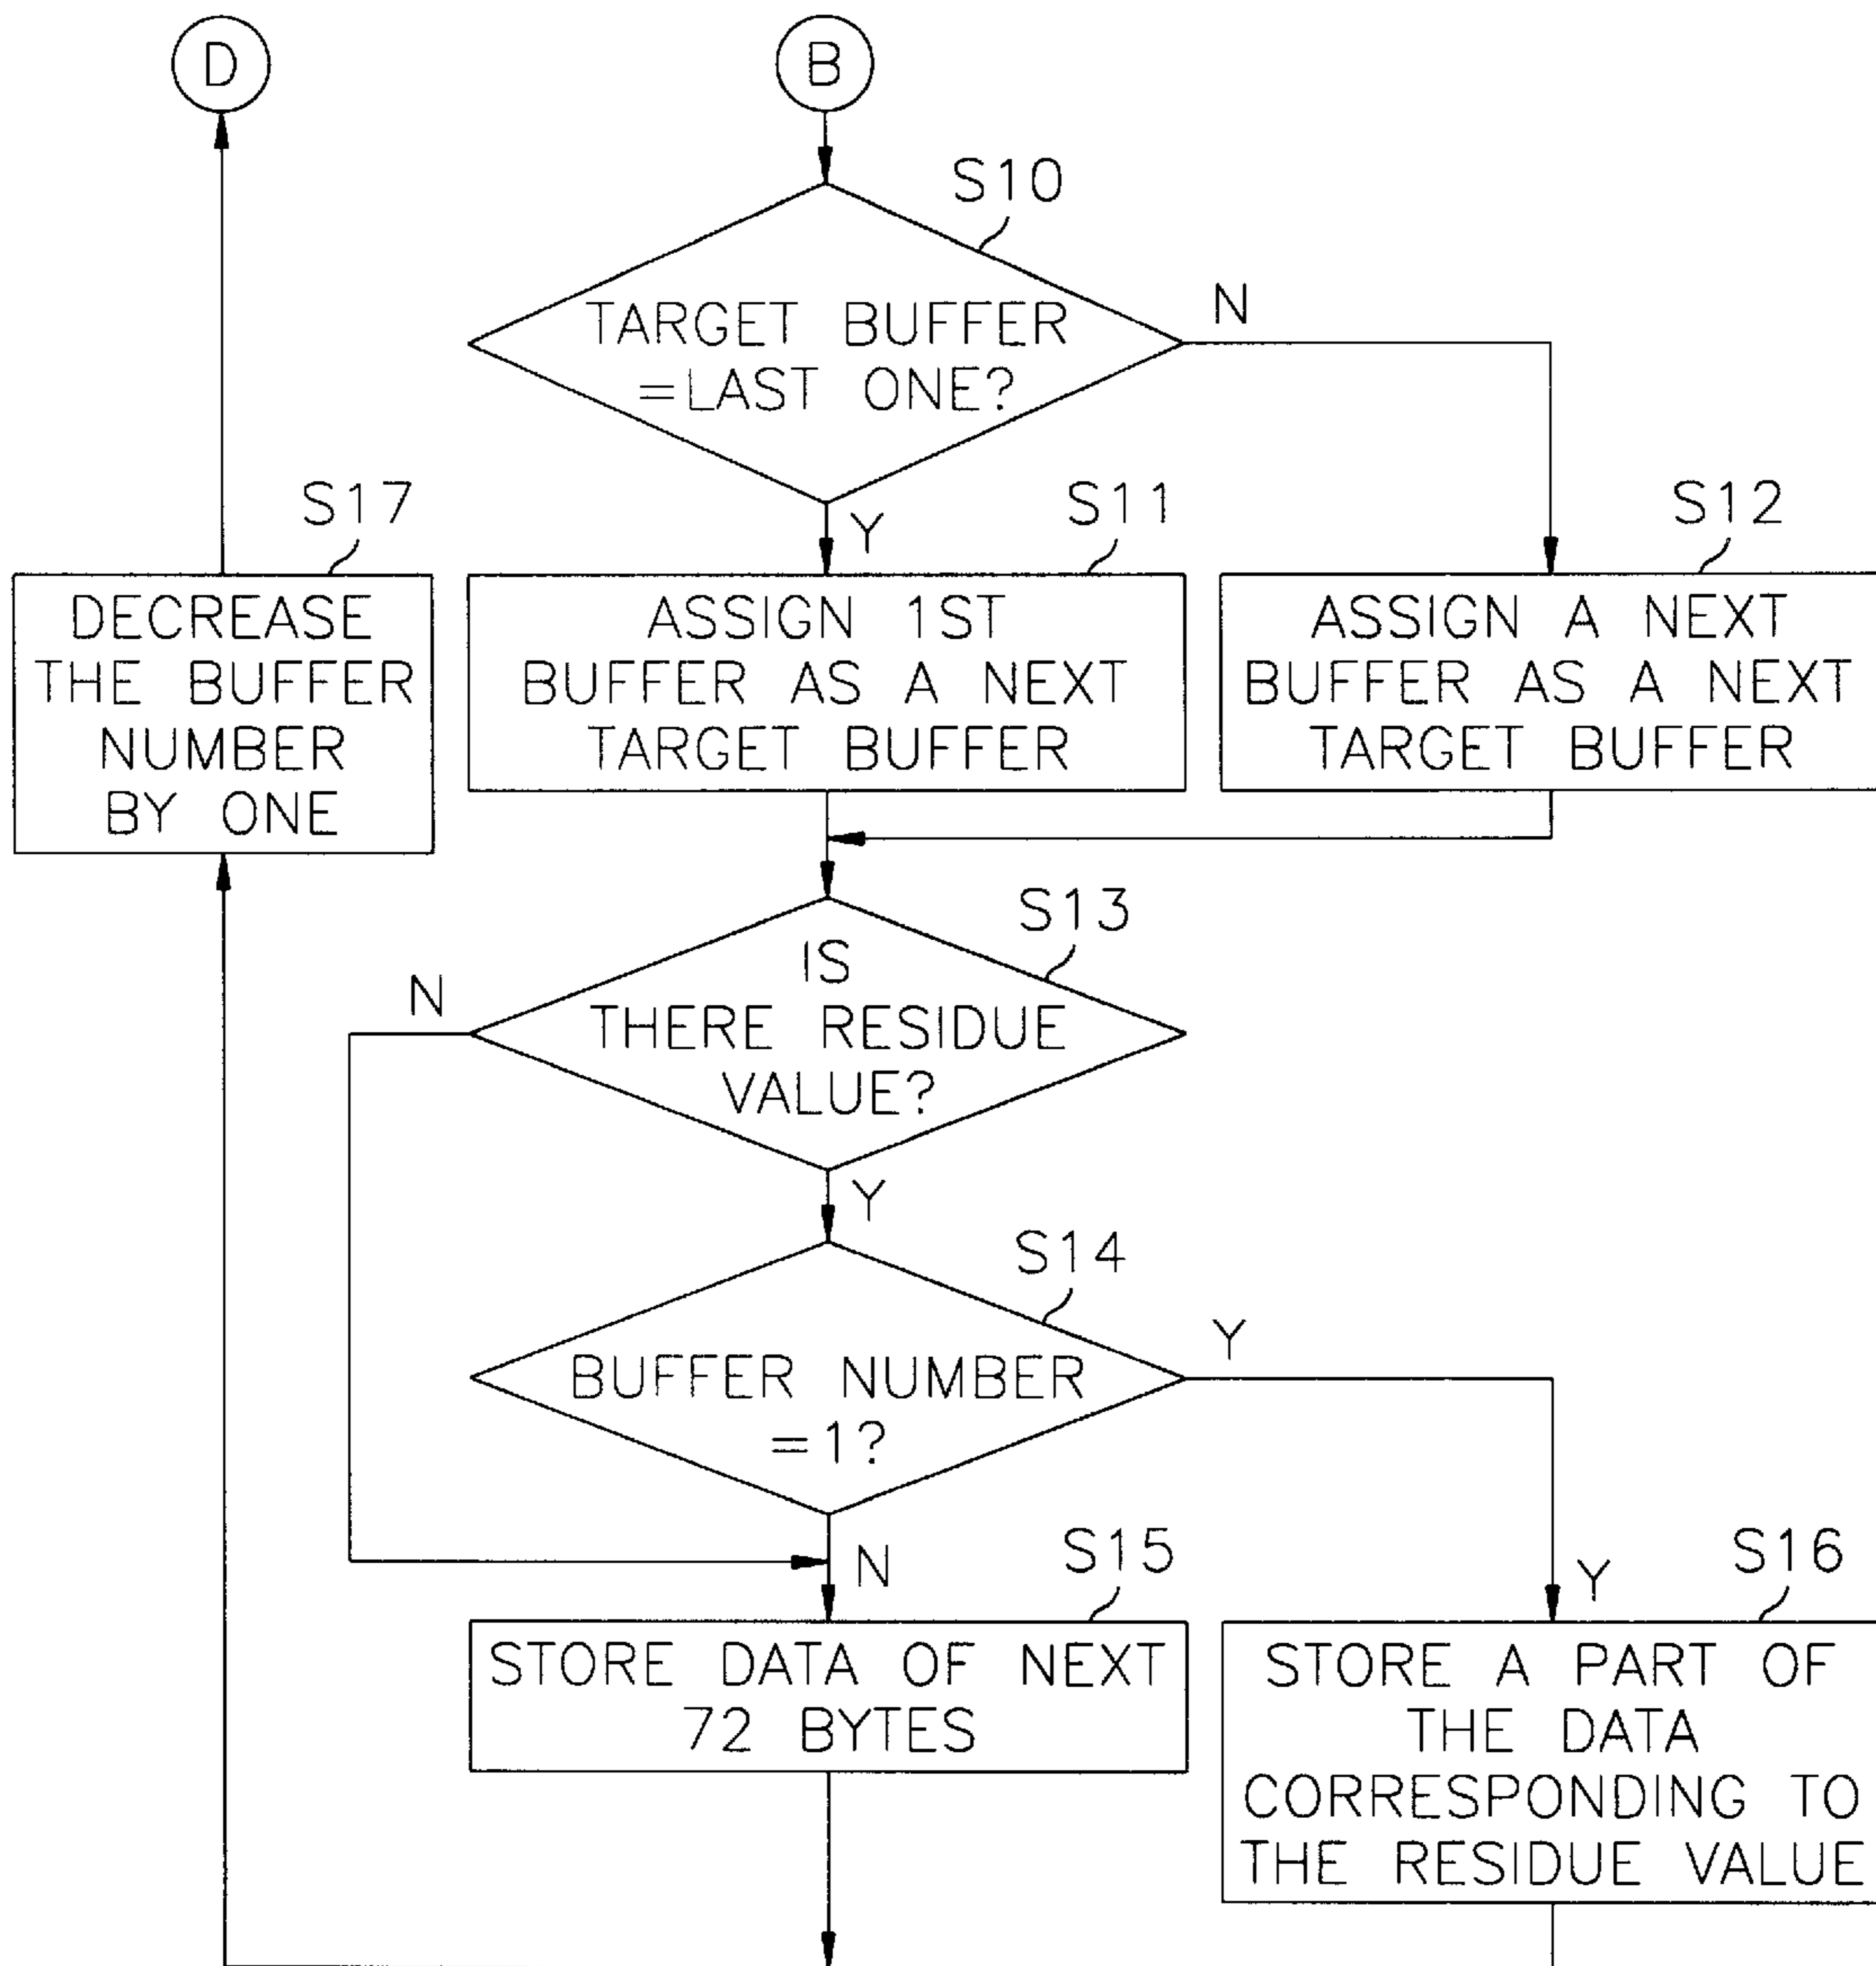 D
B
S10
TARGET BUFFER
=LAST ONE?
N
Y
S17
DECREASE
THE BUFFER
NUMBER
BY ONE
S11
ASSIGN 1ST
BUFFER AS A NEXT
TARGET BUFFER
S12
ASSIGN A NEXT
BUFFER AS A NEXT
TARGET BUFFER
S13
IS
THERE RESIDUE
VALUE?
N
Y
S14
BUFFER NUMBER
=1?
Y
N
S15
STORE DATA OF NEXT
72 BYTES
Y
S16
STORE A PART OF
THE DATA
CORRESPONDING TO
THE RESIDUE VALUE